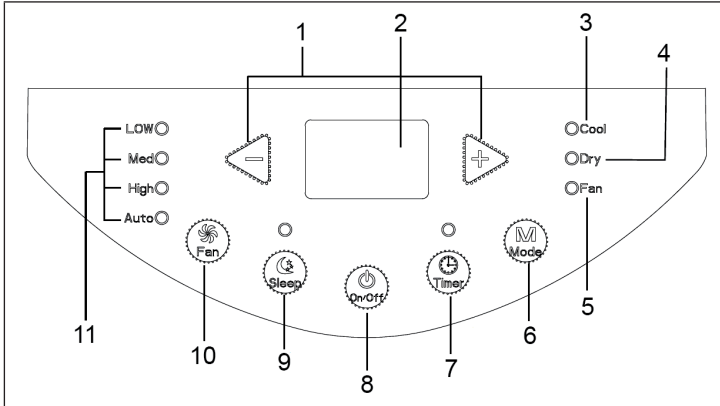 1
2
3
4
LOW
Med
High
Auto
−
+
Cool
Dry
Fan
Fan
Sleep
On/Off
Timer
M
Mode
5
6
7
8
9
10
11